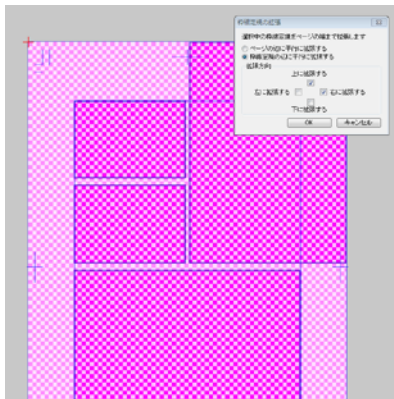 枠線定規の拡張
選択中の枠線定規をページの端まで拡張します
ページの辺に平行に拡張する
枠線定規の辺に平行に拡張する
拡張方向
上に拡張する
左に拡張する 右に拡張する
下に拡張する
OK キャンセル